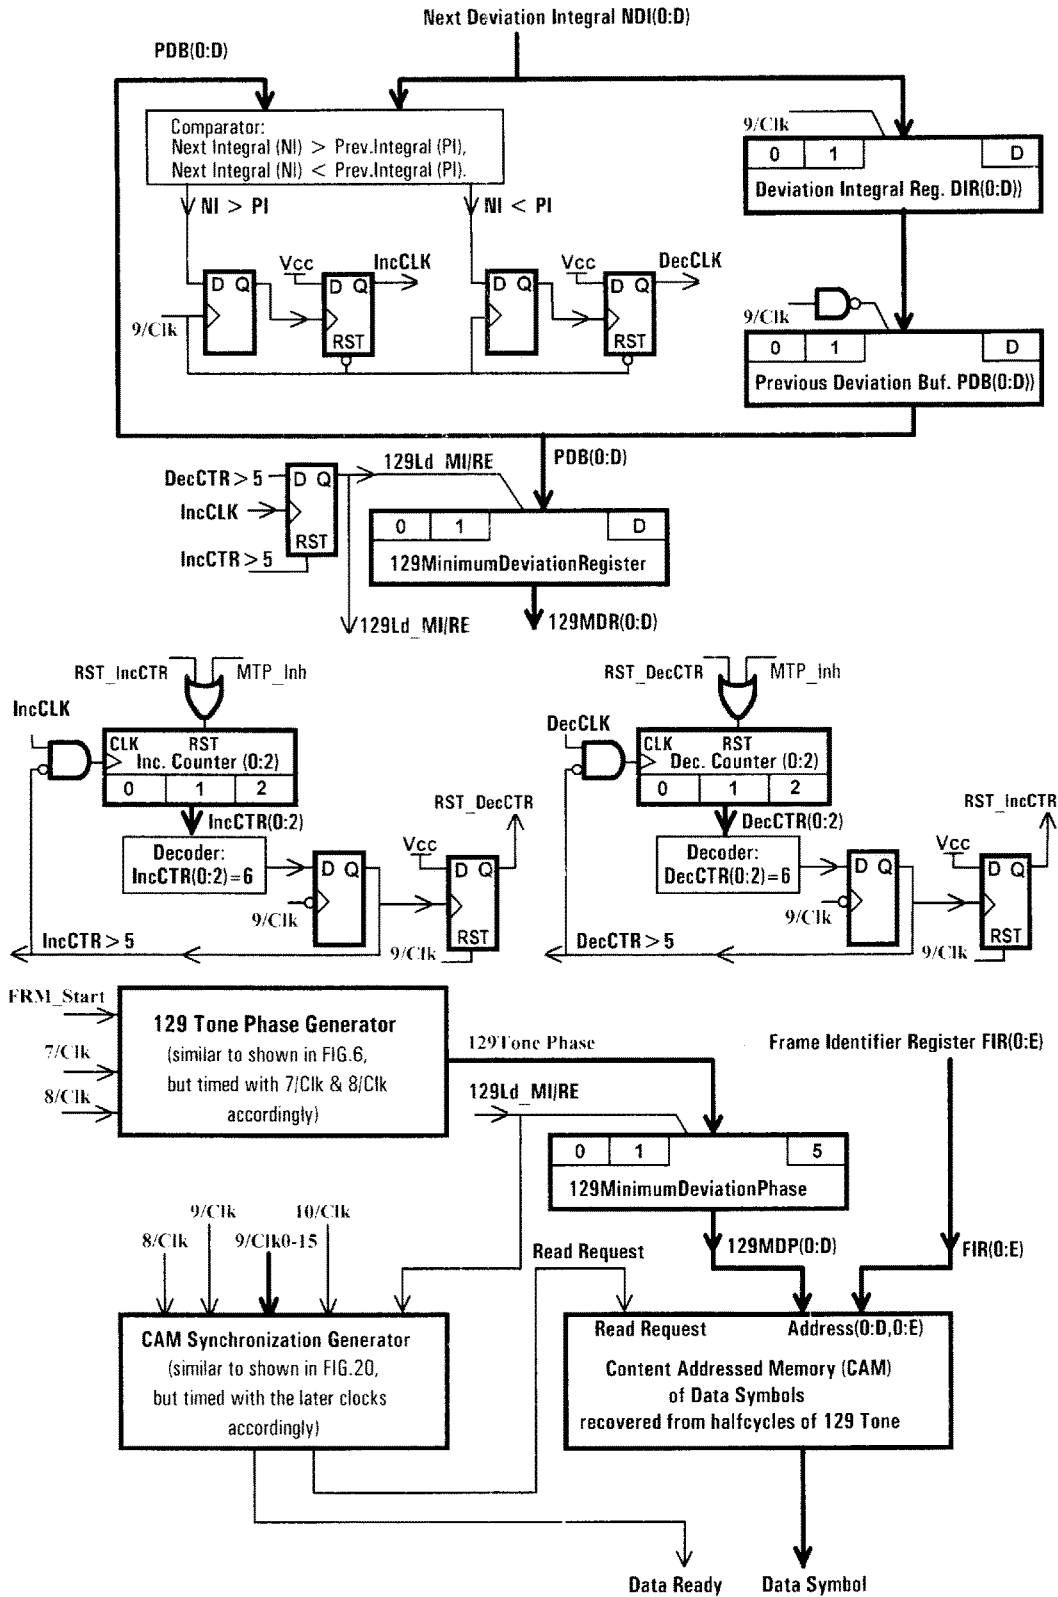 Next Deviation Integral NDI(0:D)
PDB(0:D)
Comparator:
Next Integral (NI) > Prev.Integral (PI),
Next Integral (NI) < Prev.Integral (PI).
9/Clk
0 1 D
Deviation Integral Reg. DIR(0:D))
NI > PI
NI < PI
Vcc
IncCLK
Vcc
DecCLK
D Q
D Q
D Q
D Q
9/Clk
RST
RST
9/Clk
0 1 D
Previous Deviation Buf. PDB(0:D))
PDB(0:D)
DecCTR > 5
D Q
129Ld_MI/RE
IncCLK
RST
IncCTR > 5
0 1 D
129MinimumDeviationRegister
129Ld_MI/RE
129MDR(0:D)
RST_IncCTR
MTP_Inh
RST_DecCTR
MTP_Inh
IncCLK
DecCLK
CLK RST
Inc. Counter (0:2)
0 1 2
CLK RST
Dec. Counter (0:2)
0 1 2
IncCTR(0:2)
RST_DecCTR
DecCTR(0:2)
RST_IncCTR
Decoder:
IncCTR(0:2)=6
Vcc
D Q
D Q
9/Clk
RST
9/Clk
IncCTR > 5
Decoder:
DecCTR(0:2)=6
Vcc
D Q
D Q
9/Clk
RST
9/Clk
DecCTR > 5
FRM_Start
7/Clk
8/Clk
129 Tone Phase Generator
(similar to shown in FIG.6,
but timed with 7/Clk & 8/Clk
accordingly)
129Tone Phase
Frame Identifier Register FIR(0:E)
129Ld_MI/RE
0 1 5
129MinimumDeviationPhase
9/Clk
10/Clk
8/Clk
9/Clk0-15
Read Request
129MDP(0:D)
FIR(0:E)
CAM Synchronization Generator
(similar to shown in FIG.20,
but timed with the later clocks
accordingly)
Read Request
Address(0:D,0:E)
Content Addressed Memory (CAM)
of Data Symbols
recovered from halfcycles of 129 Tone
Data Ready
Data Symbol